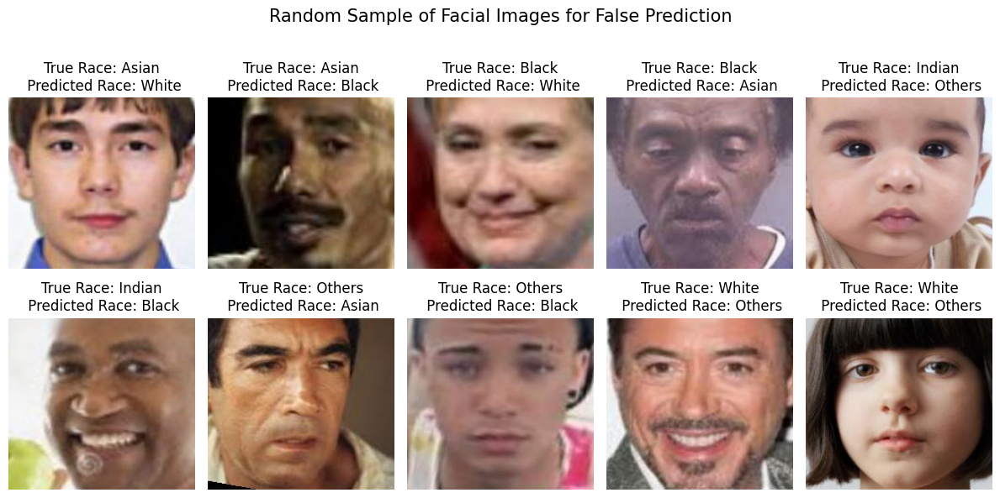 Random Sample of Facial Images for False Prediction
True Race: Asian
Predicted Race: White
True Race: Asian
Predicted Race: Black
True Race: Black
Predicted Race: White
True Race: Black
Predicted Race: Asian
True Race: Indian
Predicted Race: Others
True Race: Indian
Predicted Race: Black
True Race: Others
Predicted Race: Asian
True Race: Others
Predicted Race: Black
True Race: White
Predicted Race: Others
True Race: White
Predicted Race: Others